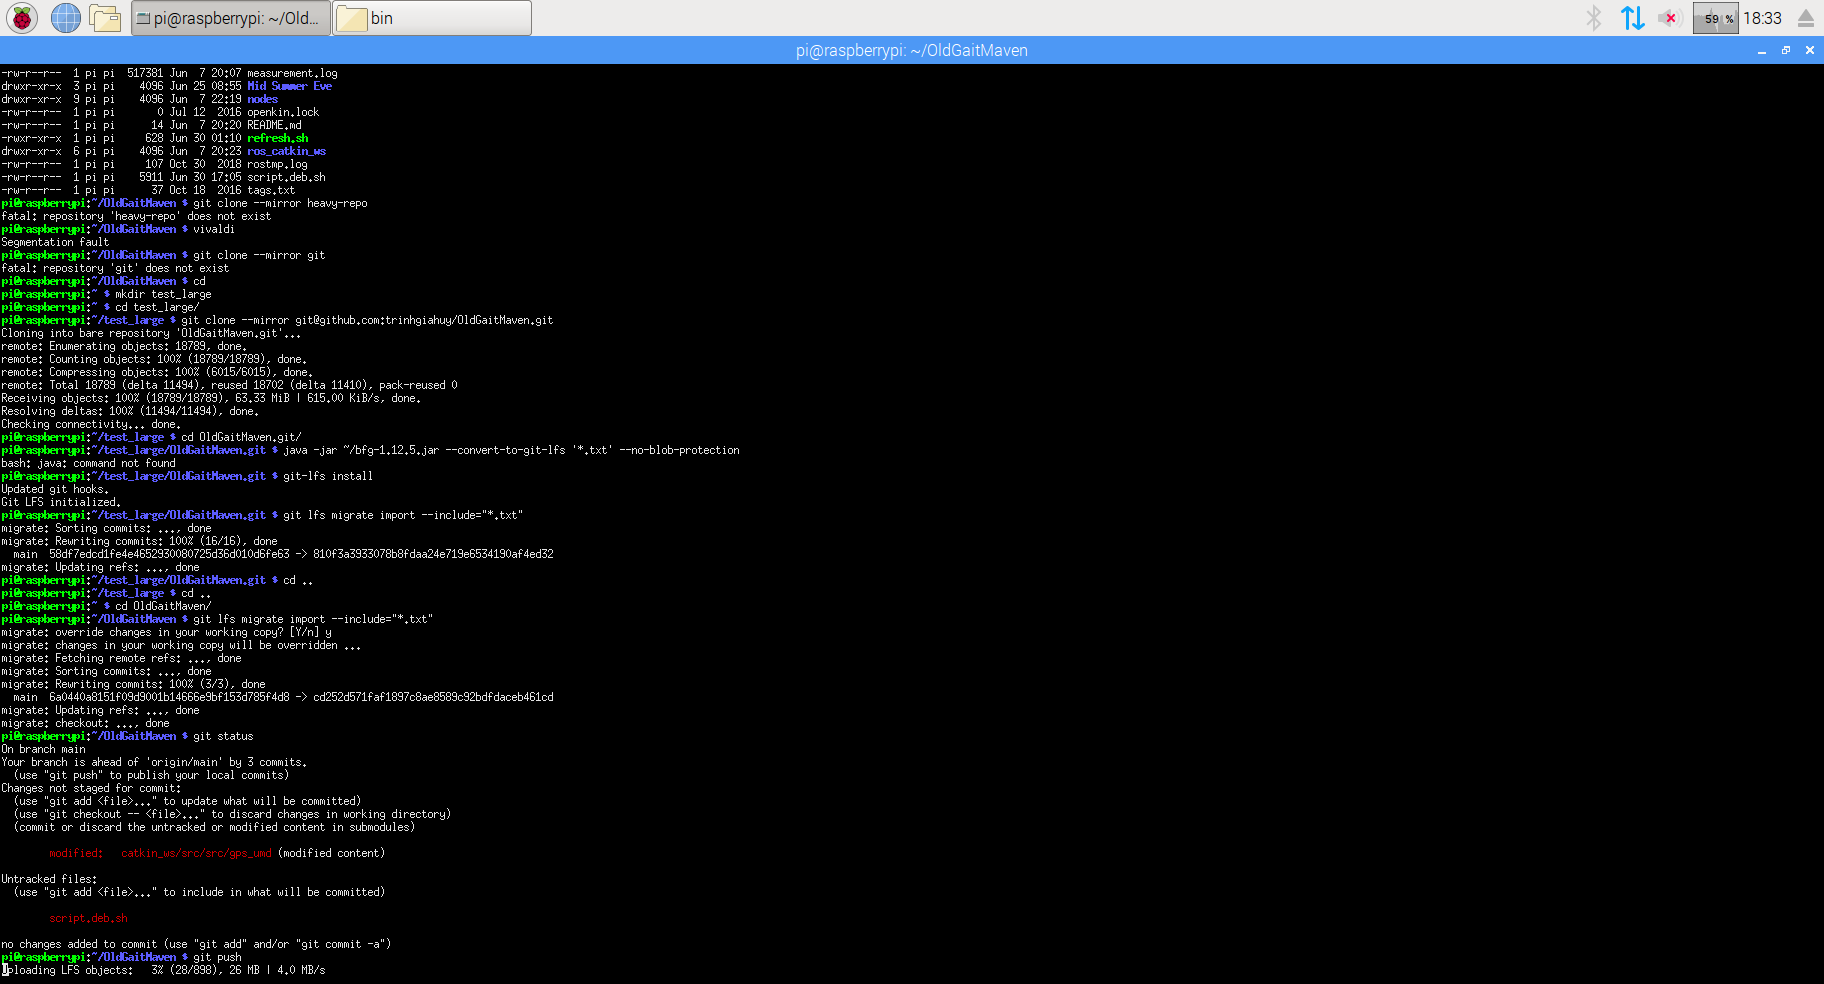 pi@raspberrypi: ~/Old...
bin
59 %
18:33
pi@raspberrypi: ~/OldGaitMaven
-rw-r--r-- 1 pi pi 517381 Jun 7 20:07 measurement.log
drwxr-xr-x 3 pi pi 4096 Jun 25 08:55 Mid Summer Eve
drwxr-xr-x 9 pi pi 4096 Jun 7 22:19 nodes
-rw-r--r-- 1 pi pi 0 Jul 12 2016 openkin.lock
-rw-r--r-- 1 pi pi 14 Jun 7 20:20 README.md
-rwxr-xr-x 1 pi pi 628 Jun 30 01:10 refresh.sh
drwxr-xr-x 6 pi pi 4096 Jun 7 20:23 ros_catkin_ws
-rw-r--r-- 1 pi pi 107 Oct 30 2018 rostmp.log
-rw-r--r-- 1 pi pi 5911 Jun 30 17:05 script.deb.sh
-rw-r--r-- 1 pi pi 37 Oct 18 2016 tags.txt
pi@raspberrypi:~/OldGaitMaven $ git clone --mirror heavy-repo
fatal: repository 'heavy-repo' does not exist
pi@raspberrypi:~/OldGaitMaven $ vivaldi
Segmentation fault
pi@raspberrypi:~/OldGaitMaven $ git clone --mirror git
fatal: repository 'git' does not exist
pi@raspberrypi:~/OldGaitMaven $ cd
pi@raspberrypi:~ $ mkdir test_large
pi@raspberrypi:~ $ cd test_large/
pi@raspberrypi:~/test_large $ git clone --mirror git@github.com:trinhgiahuy/OldGaitMaven.git
Cloning into bare repository 'OldGaitMaven.git'...
remote: Enumerating objects: 18789, done.
remote: Counting objects: 100% (18789/18789), done.
remote: Compressing objects: 100% (6015/6015), done.
remote: Total 18789 (delta 11494), reused 18702 (delta 11410), pack-reused 0
Receiving objects: 100% (18789/18789), 63.33 MiB | 615.00 KiB/s, done.
Resolving deltas: 100% (11494/11494), done.
Checking connectivity... done.
pi@raspberrypi:~/test_large $ cd OldGaitMaven.git/
pi@raspberrypi:~/test_large/OldGaitMaven.git $ java -jar ~/bfg-1.12.5.jar --convert-to-git-lfs '*.txt' --no-blob-protection
bash: java: command not found
pi@raspberrypi:~/test_large/OldGaitMaven.git $ git-lfs install
Updated git hooks.
Git LFS initialized.
pi@raspberrypi:~/test_large/OldGaitMaven.git $ git lfs migrate import --include="*.txt"
migrate: Sorting commits: ..., done
migrate: Rewriting commits: 100% (16/16), done
main 58df7edcd1fe4e4652930080725d36d010d6fe63 -> 810f3a3933078b8fdaa24e719e6534190af4ed32
migrate: Updating refs: ..., done
pi@raspberrypi:~/test_large/OldGaitMaven.git $ cd ..
pi@raspberrypi:~/test_large $ cd ..
pi@raspberrypi:~ $ cd OldGaitMaven/
pi@raspberrypi:~/OldGaitMaven $ git lfs migrate import --include="*.txt"
migrate: override changes in your working copy? [Y/n] y
migrate: changes in your working copy will be overridden ...
migrate: Fetching remote refs: ..., done
migrate: Sorting commits: ..., done
migrate: Rewriting commits: 100% (3/3), done
main 6a0440a8151f09d9001b14666e9bf153d785f4d8 -> cd252d571faf1897c8ae8589c92bdfdaceb461cd
migrate: Updating refs: ..., done
migrate: checkout: ..., done
pi@raspberrypi:~/OldGaitMaven $ git status
On branch main
Your branch is ahead of 'origin/main' by 3 commits.
(use "git push" to publish your local commits)
Changes not staged for commit:
(use "git add <file>..." to update what will be committed)
(use "git checkout -- <file>..." to discard changes in working directory)
(commit or discard the untracked or modified content in submodules)
modified: catkin_ws/src/src/gps_umd (modified content)
Untracked files:
(use "git add <file>..." to include in what will be committed)
script.deb.sh
no changes added to commit (use "git add" and/or "git commit -a")
pi@raspberrypi:~/OldGaitMaven $ git push
Uploading LFS objects: 3% (28/898), 26 MB | 4.0 MB/s